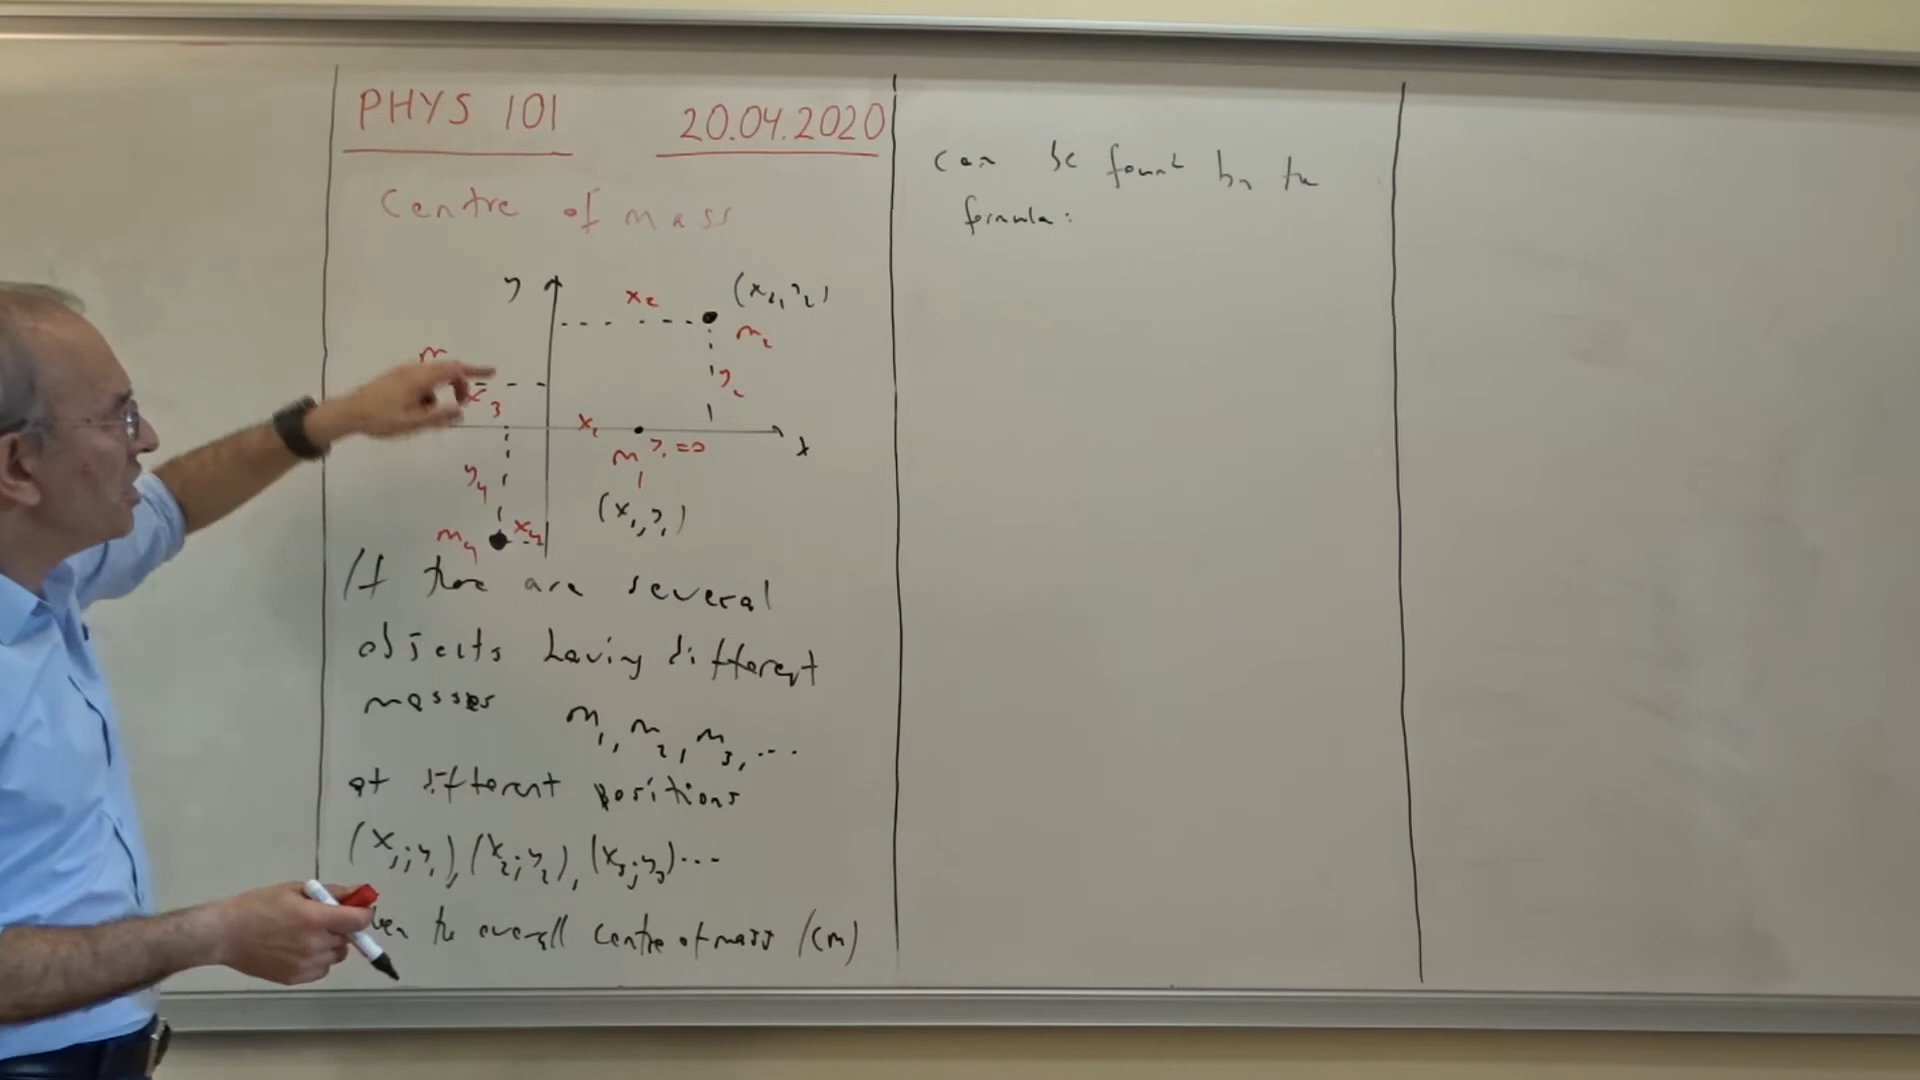 PHYS 101 20.04.2020
Centre of mass
y
x₂ (x₂, y₂)
m₂
m
x₃ y₂
x₁ x
m₁ y₁ = 0
y₄ (x₁, y₁)
m₄ x₄
If there are several
objects having different
masses m₁, m₂, m₃, ...
at different positions
(x₁; y₁), (x₂; y₂), (x₃; y₃) ...
the overall centre of mass (cm)
can be found by the
formula: